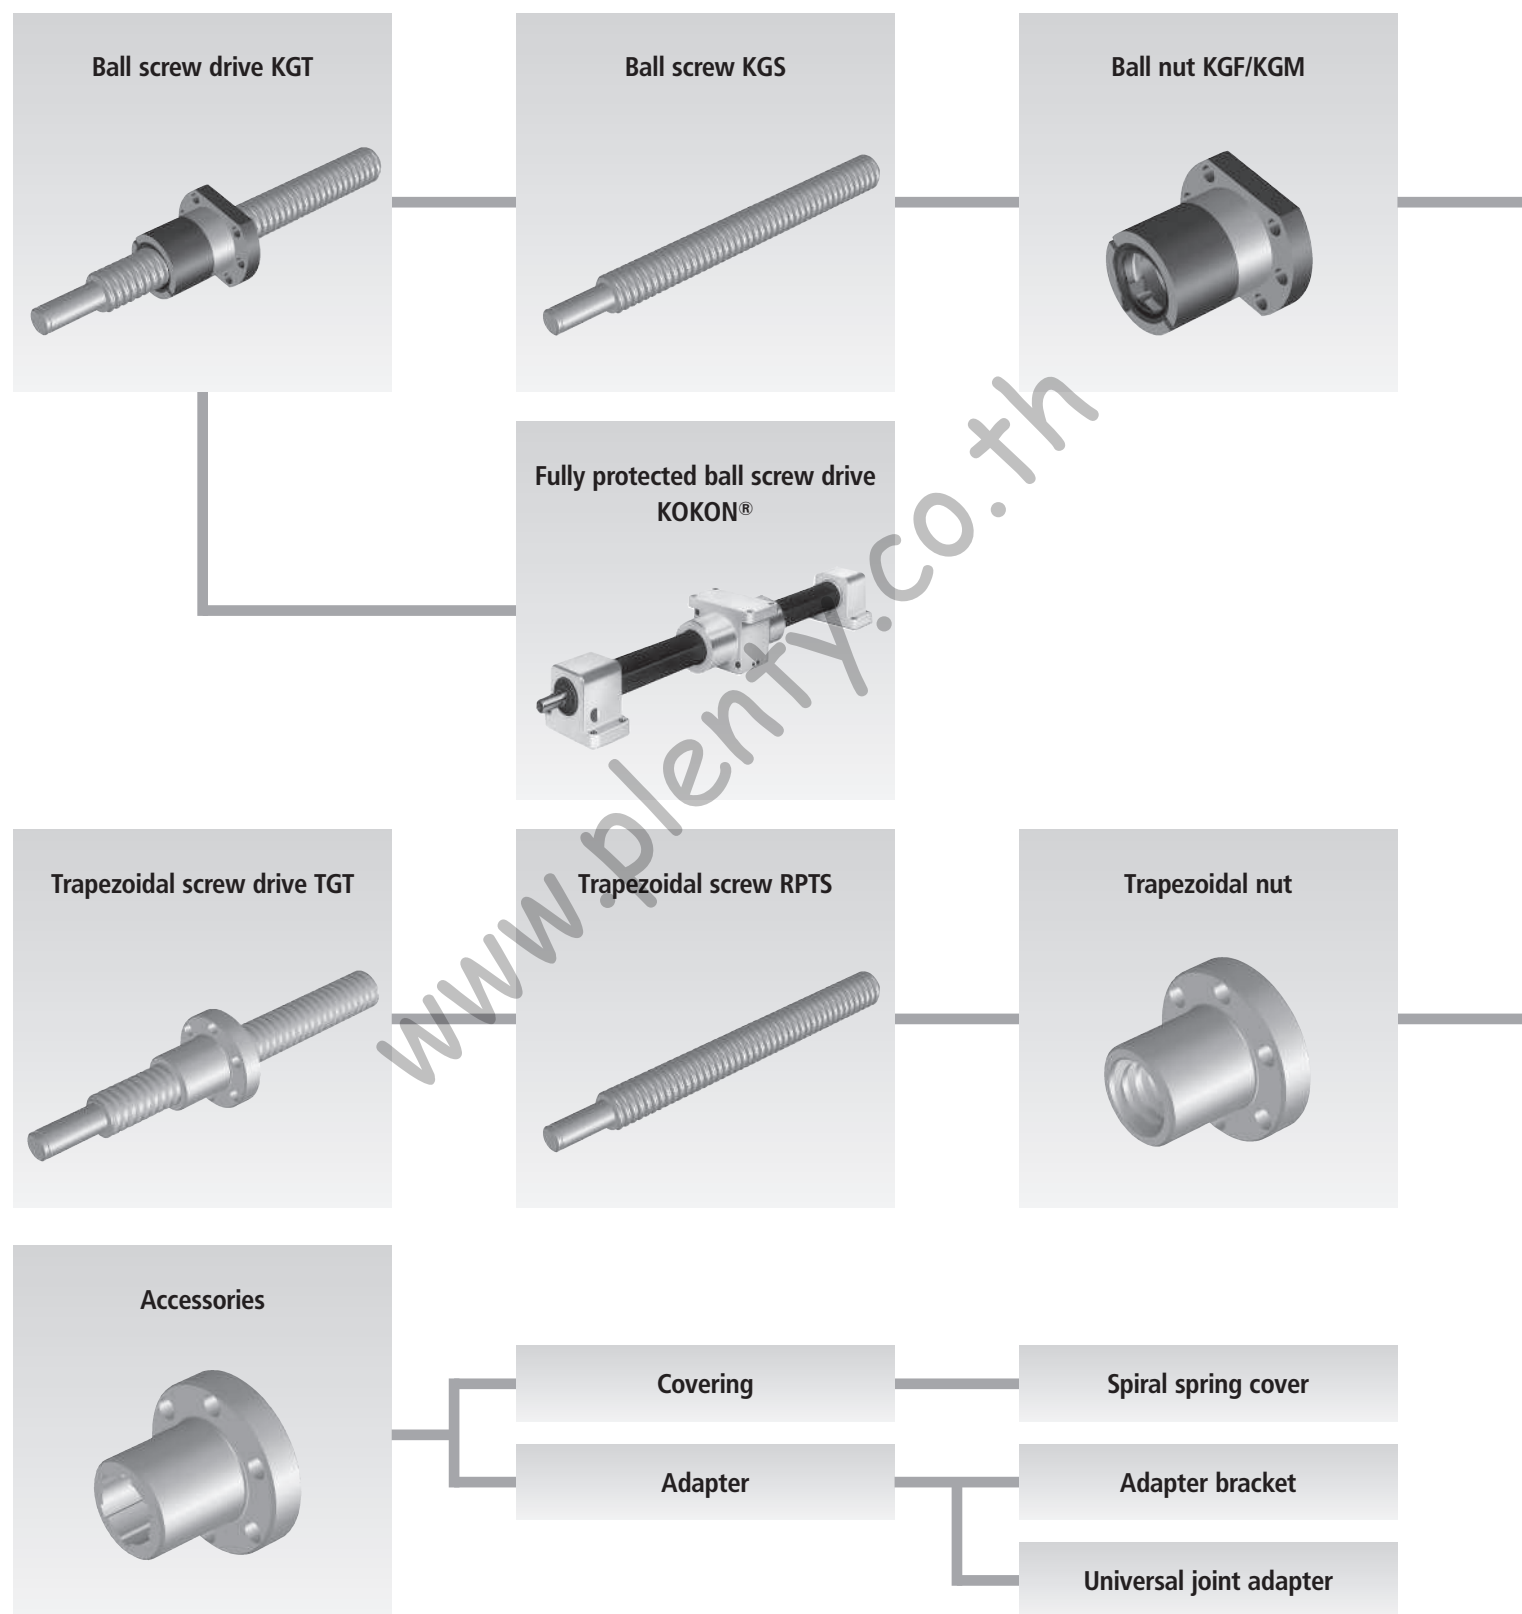 Ball screw drive KGT
Ball screw KGS
Ball nut KGF/KGM
Fully protected ball screw drive
KOKON®
Trapezoidal screw drive TGT
Trapezoidal screw RPTS
Trapezoidal nut
Accessories
Covering
Spiral spring cover
Adapter
Adapter bracket
Universal joint adapter
www.plenty.co.th